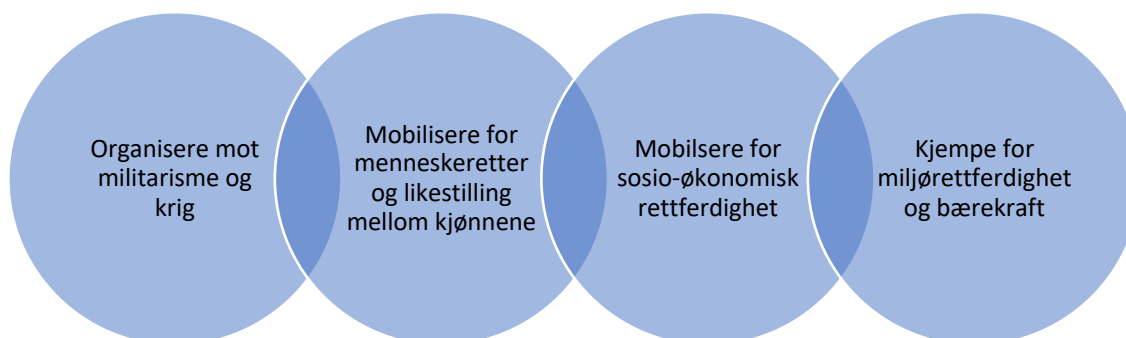 Organisere mot
militarisme og
krig
Mobilisere for
menneskeretter
og likestilling
mellom kjønnene
Mobilsere for
sosio-økonomisk
rettferdighet
Kjempe for
miljørettferdighet
og bærekraft